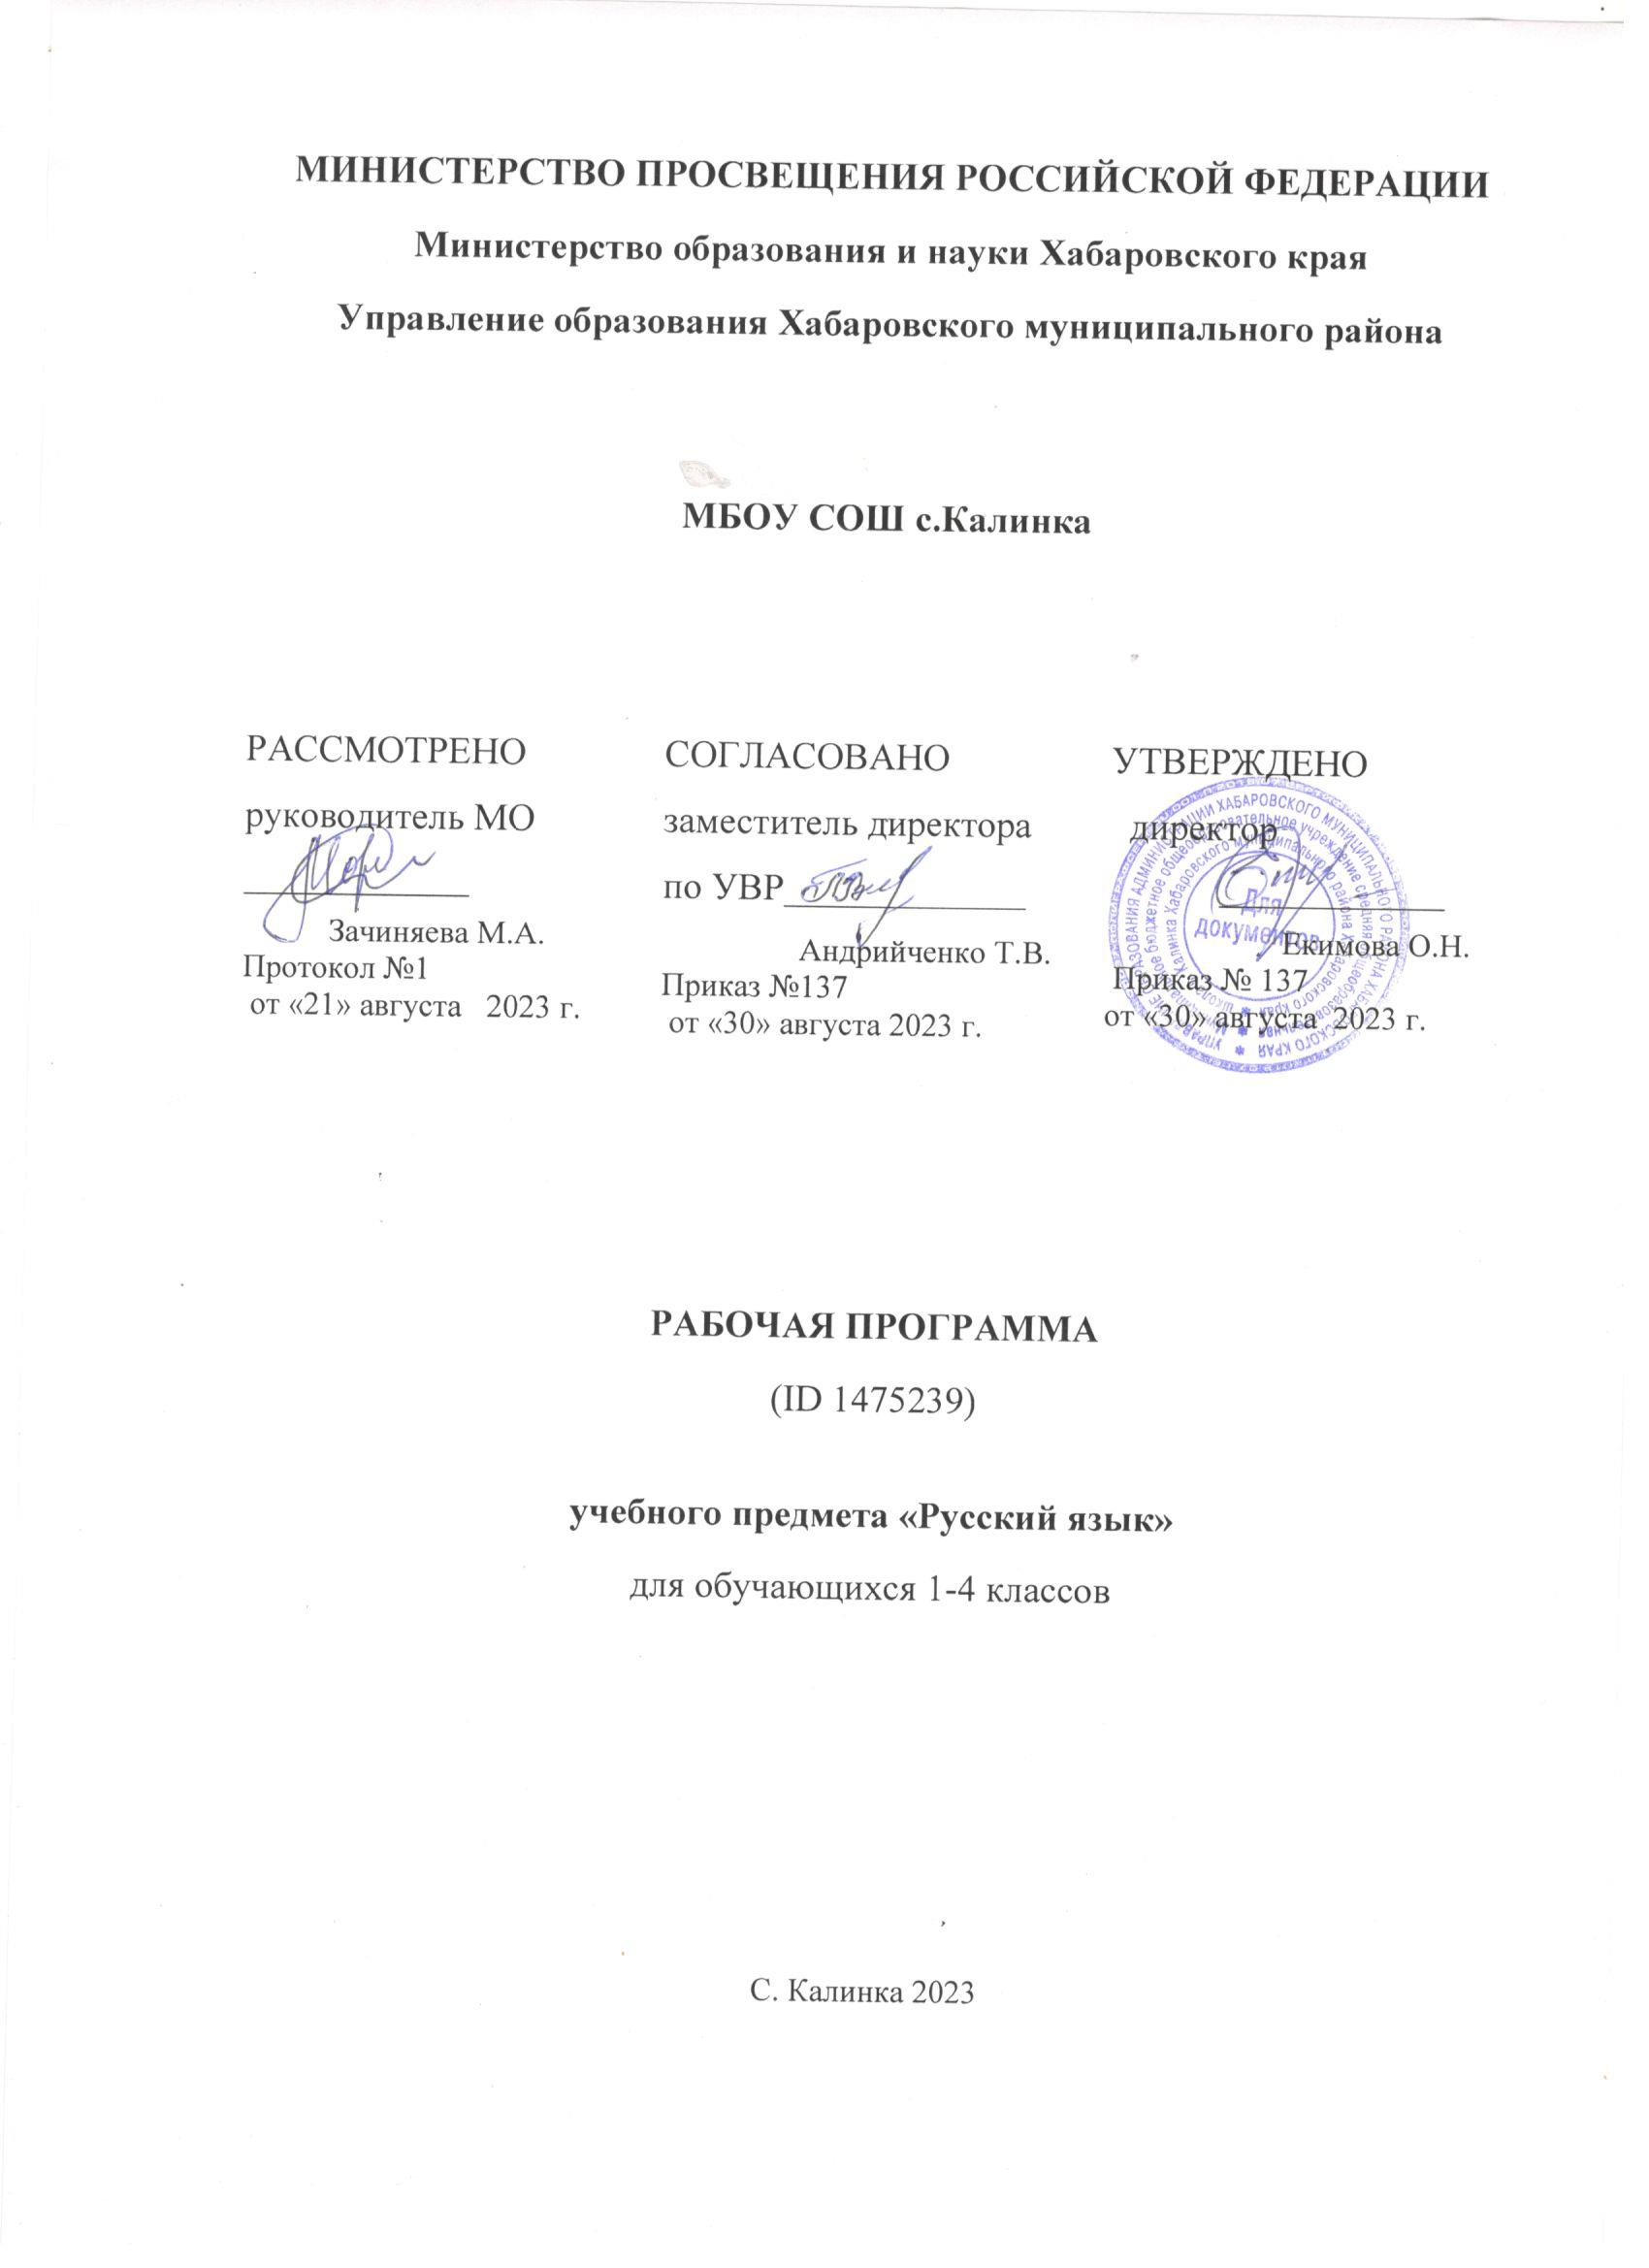 МИНИСТЕРСТВО ПРОСВЕЩЕНИЯ РОССИЙСКОЙ ФЕДЕРАЦИИ
Министерство образования и науки Хабаровского края
Управление образования Хабаровского муниципального района
МБОУ СОШ с.Калинка
РАССМОТРЕНО
руководитель МО
Зачиняева М.А.
Протокол №1
от «21» августа 2023 г.
СОГЛАСОВАНО
заместитель директора
по УВР
Андрийченко Т.В.
Приказ №137
от «30» августа 2023 г.
УТВЕРЖДЕНО
директор
Екимова О.Н.
Приказ № 137
от «30» августа 2023 г.
Для
документов
РАБОЧАЯ ПРОГРАММА
(ID 1475239)
учебного предмета «Русский язык»
для обучающихся 1-4 классов
С. Калинка 2023